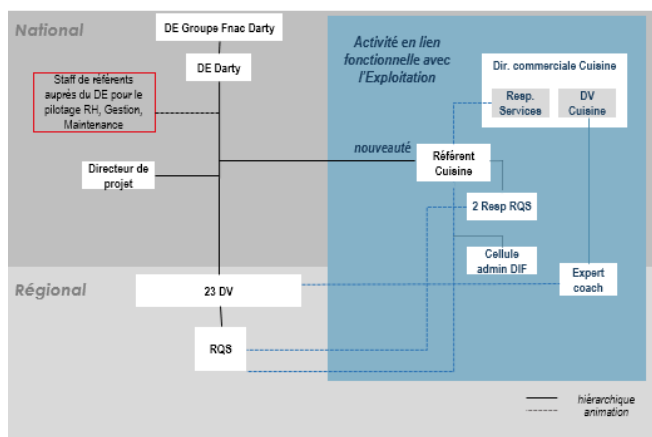 National
DE Groupe Fnac Darty
DE Darty
Staff de référents
auprés du DE pour le
pilotage RH, Gestion,
Maintenance
Directeur de
projet
Activité en lien
fonctionnelle avec
l'Exploitation
Dir. commerciale Cuisine
Resp.
Services
DV
Cuisine
nouveauté
Référent
Cuisine
2 Resp RQS
Cellule
admin DIF
Expert
coach
Régional
23 DV
RQS
hiérarchique
animation